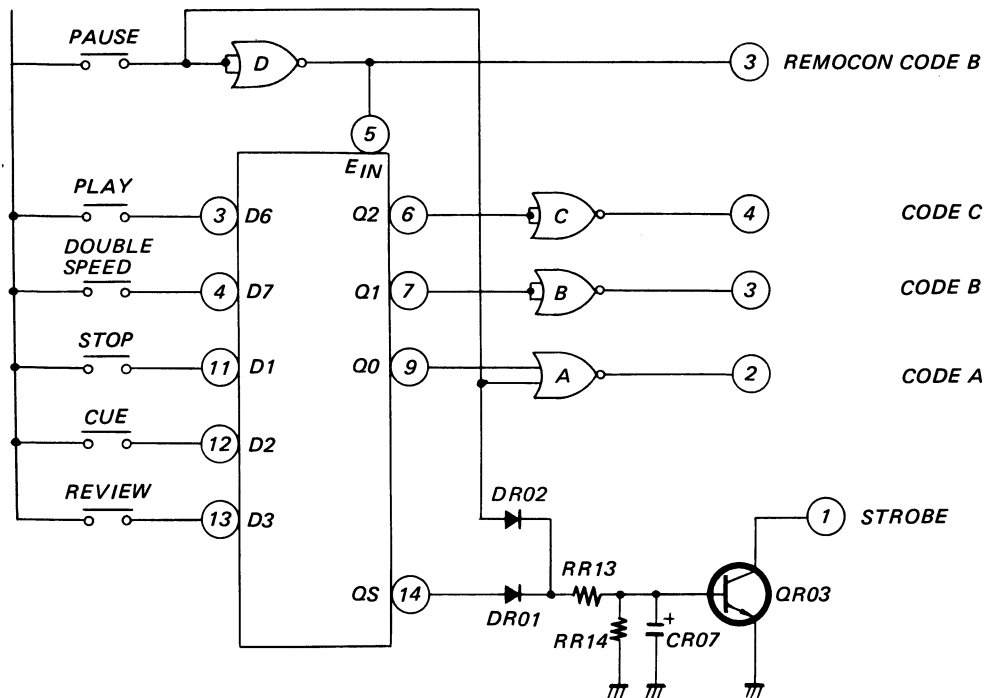 PAUSE
D
3 REMOCON CODE B
5
EIN
PLAY
3 D6
Q2 6
C
4 CODE C
DOUBLE
SPEED
4 D7
Q1 7
B
3 CODE B
STOP
11 D1
Q0 9
A
2 CODE A
CUE
12 D2
REVIEW
13 D3
DR02
1 STROBE
QS 14
DR01
RR13
RR14
+
CR07
QR03